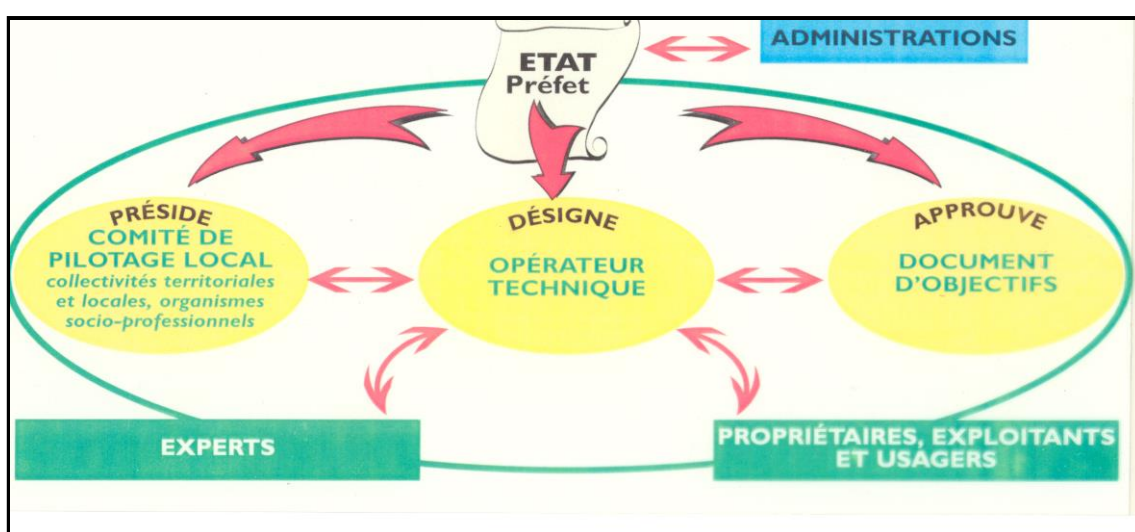 ADMINISTRATIONS
ETAT
Préfet
PRÉSIDE
COMITÉ DE
PILOTAGE LOCAL
collectivités territoriales
et locales, organismes
socio-professionnels
DÉSIGNE
OPÉRATEUR
TECHNIQUE
APPROUVE
DOCUMENT
D'OBJECTIFS
EXPERTS
PROPRIÉTAIRES, EXPLOITANTS
ET USAGERS